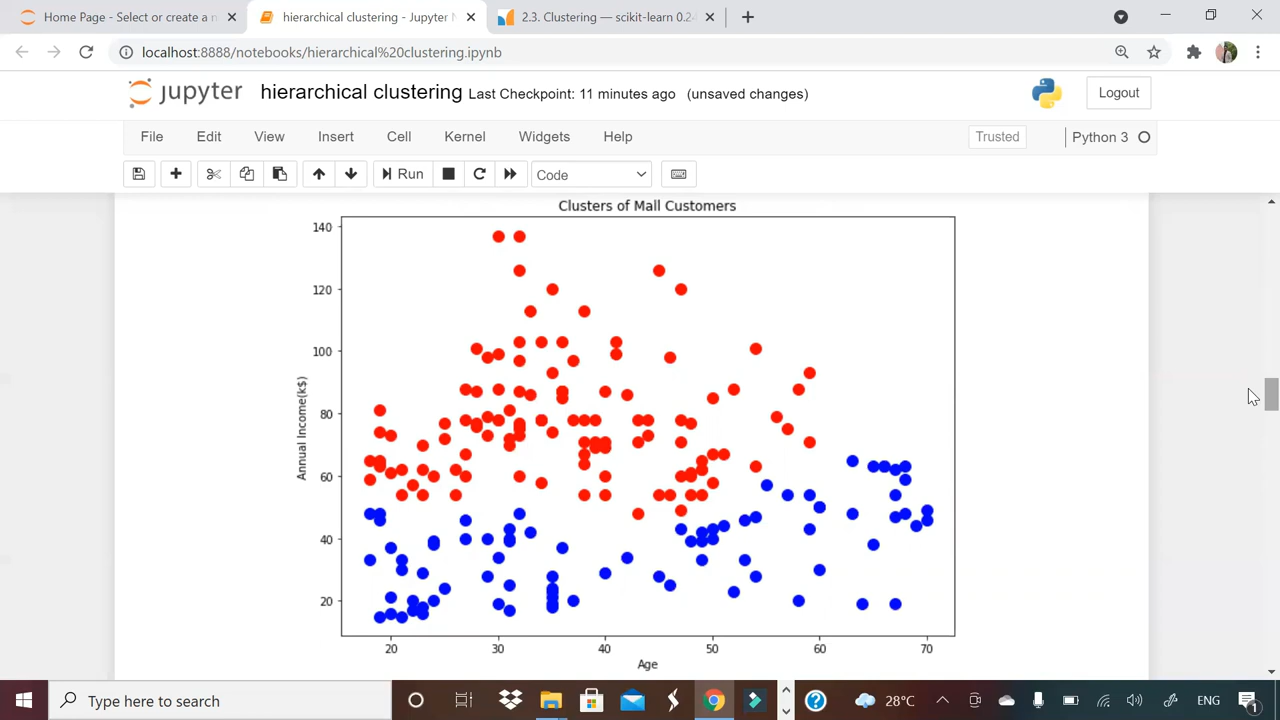 Home Page - Select or create a n
hierarchical clustering - Jupyter N
2.3. Clustering — scikit-learn 0.2
localhost:8888/notebooks/hierarchical%20clustering.ipynb
jupyter hierarchical clustering Last Checkpoint: 11 minutes ago (unsaved changes)
Logout
File Edit View Insert Cell Kernel Widgets Help
Trusted
Python 3
Run
Code
Clusters of Mall Customers
140
120
100
80
60
40
20
Annual Income(k$)
20 30 40 50 60 70
Age
Type here to search
28°C
ENG
1